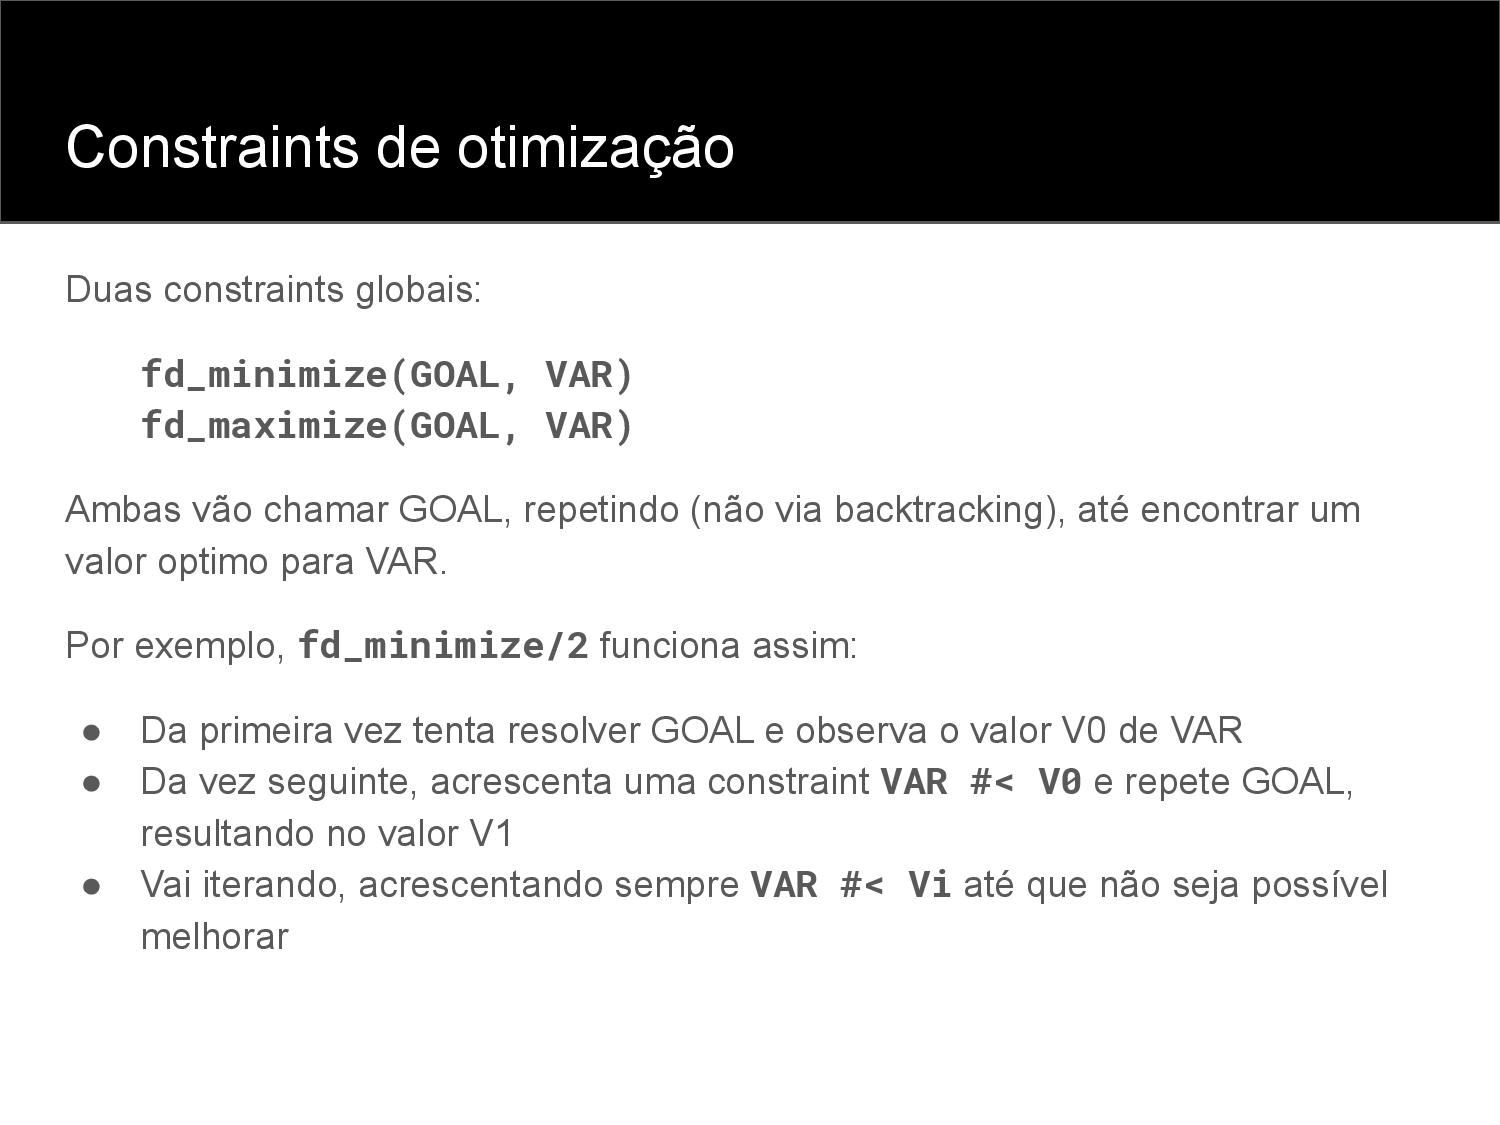 Constraints de otimização
Duas constraints globais:
fd_minimize(GOAL, VAR)
fd_maximize(GOAL, VAR)
Ambas vão chamar GOAL, repetindo (não via backtracking), até encontrar um
valor optimo para VAR.
Por exemplo, fd_minimize/2 funciona assim:
● Da primeira vez tenta resolver GOAL e observa o valor V0 de VAR
● Da vez seguinte, acrescenta uma constraint VAR #< V0 e repete GOAL,
resultando no valor V1
● Vai iterando, acrescentando sempre VAR #< Vi até que não seja possível
melhorar